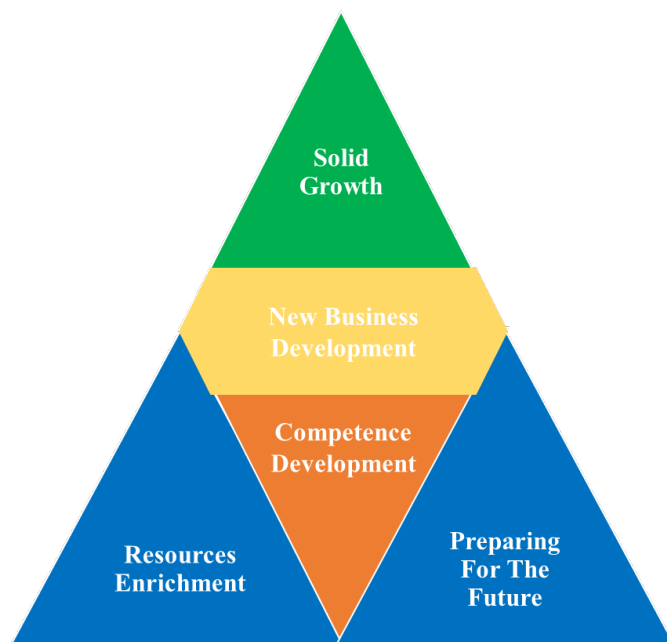 Solid
Growth
New Business
Development
Competence
Development
Resources
Enrichment
Preparing
For The
Future